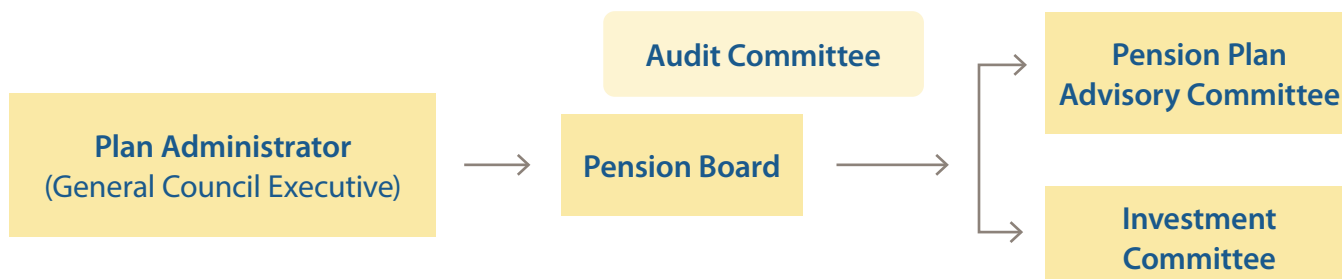 Audit Committee
Plan Administrator
(General Council Executive)
Pension Board
Pension Plan
Advisory Committee
Investment
Committee